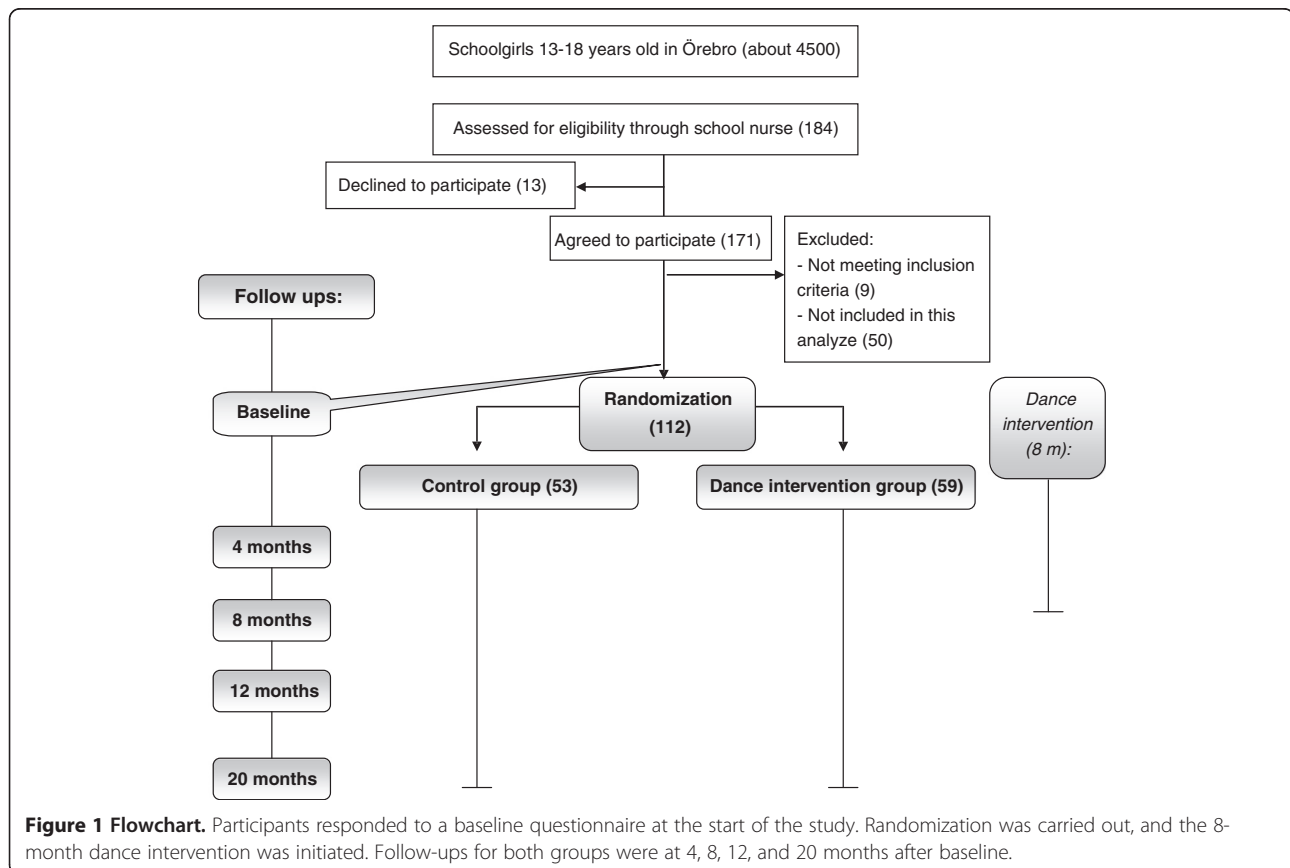 Schoolgirls 13-18 years old in Örebro (about 4500)
Assessed for eligibility through school nurse (184)
Declined to participate (13)
Agreed to participate (171)
Excluded:
- Not meeting inclusion
criteria (9)
- Not included in this
analyze (50)
Follow ups:
Baseline
Randomization
(112)
Dance
intervention
(8 m):
Control group (53)
Dance intervention group (59)
4 months
8 months
12 months
20 months
Figure 1 Flowchart. Participants responded to a baseline questionnaire at the start of the study. Randomization was carried out, and the 8-
month dance intervention was initiated. Follow-ups for both groups were at 4, 8, 12, and 20 months after baseline.